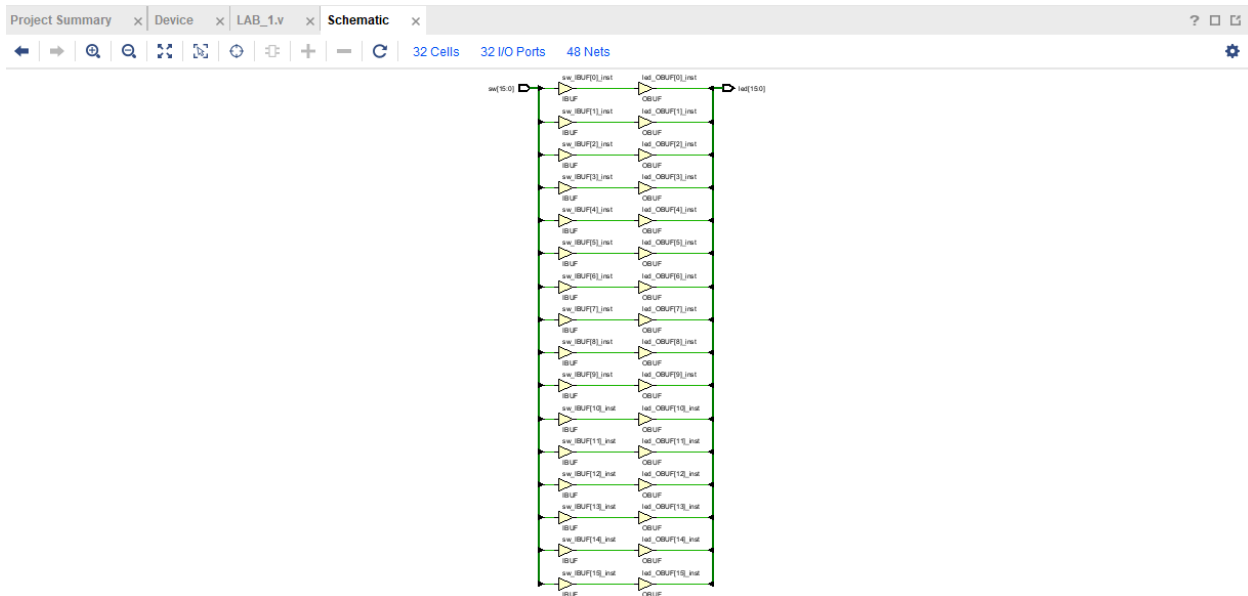 Project Summary × Device × LAB_1.v × Schematic × ?
32 Cells 32 I/O Ports 48 Nets
sw_IBUF[0]_inst led_OBUF[0]_inst
sw[15:0] led[15:0]
IBUF OBUF
sw_IBUF[1]_inst led_OBUF[1]_inst
IBUF OBUF
sw_IBUF[2]_inst led_OBUF[2]_inst
IBUF OBUF
sw_IBUF[3]_inst led_OBUF[3]_inst
IBUF OBUF
sw_IBUF[4]_inst led_OBUF[4]_inst
IBUF OBUF
sw_IBUF[5]_inst led_OBUF[5]_inst
IBUF OBUF
sw_IBUF[6]_inst led_OBUF[6]_inst
IBUF OBUF
sw_IBUF[7]_inst led_OBUF[7]_inst
IBUF OBUF
sw_IBUF[8]_inst led_OBUF[8]_inst
IBUF OBUF
sw_IBUF[9]_inst led_OBUF[9]_inst
IBUF OBUF
sw_IBUF[10]_inst led_OBUF[10]_inst
IBUF OBUF
sw_IBUF[11]_inst led_OBUF[11]_inst
IBUF OBUF
sw_IBUF[12]_inst led_OBUF[12]_inst
IBUF OBUF
sw_IBUF[13]_inst led_OBUF[13]_inst
IBUF OBUF
sw_IBUF[14]_inst led_OBUF[14]_inst
IBUF OBUF
sw_IBUF[15]_inst led_OBUF[15]_inst
IBUF OBUF